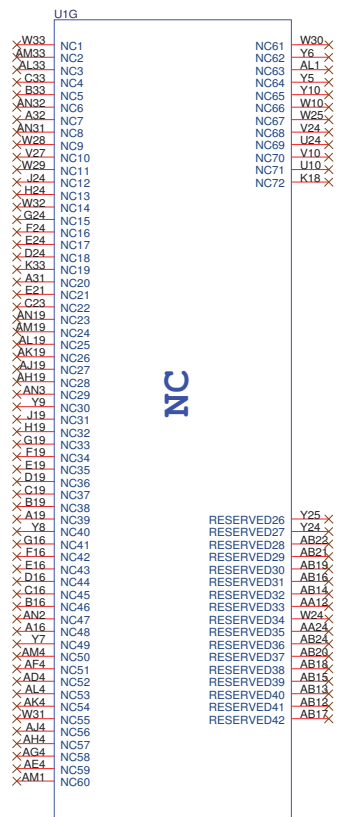 U1G
W33 NC1 NC61 W30
AM33 NC2 NC62 Y6
AL33 NC3 NC63 AL1
C33 NC4 NC64 Y5
B33 NC5 NC65 Y10
AN32 NC6 NC66 W10
A32 NC7 NC67 W25
AN31 NC8 NC68 V24
W28 NC9 NC69 U24
V27 NC10 NC70 V10
W29 NC11 NC71 U10
J24 NC12 NC72 K18
H24 NC13
W32 NC14
G24 NC15
F24 NC16
E24 NC17
D24 NC18
K33 NC19
A31 NC20
E21 NC21
C23 NC22
AN19 NC23
AM19 NC24
AL19 NC25
AK19 NC26
AJ19 NC27
AH19 NC28
AN3 NC29
Y9 NC30
J19 NC31
H19 NC32
G19 NC33
F19 NC34
E19 NC35
D19 NC36
C19 NC37
B19 NC38
A19 NC39
Y8 NC40
G16 NC41
F16 NC42
E16 NC43
D16 NC44
C16 NC45
B16 NC46
AN2 NC47
A16 NC48
Y7 NC49
AM4 NC50
AF4 NC51
AD4 NC52
AL4 NC53
AK4 NC54
W31 NC55
AJ4 NC56
AH4 NC57
AG4 NC58
AE4 NC59
AM1 NC60
NC
RESERVED26 Y25
RESERVED27 Y24
RESERVED28 AB22
RESERVED29 AB21
RESERVED30 AB19
RESERVED31 AB16
RESERVED32 AB14
RESERVED33 AA12
RESERVED34 W24
RESERVED35 AA24
RESERVED36 AB24
RESERVED37 AB20
RESERVED38 AB18
RESERVED39 AB15
RESERVED40 AB13
RESERVED41 AB12
RESERVED42 AB17